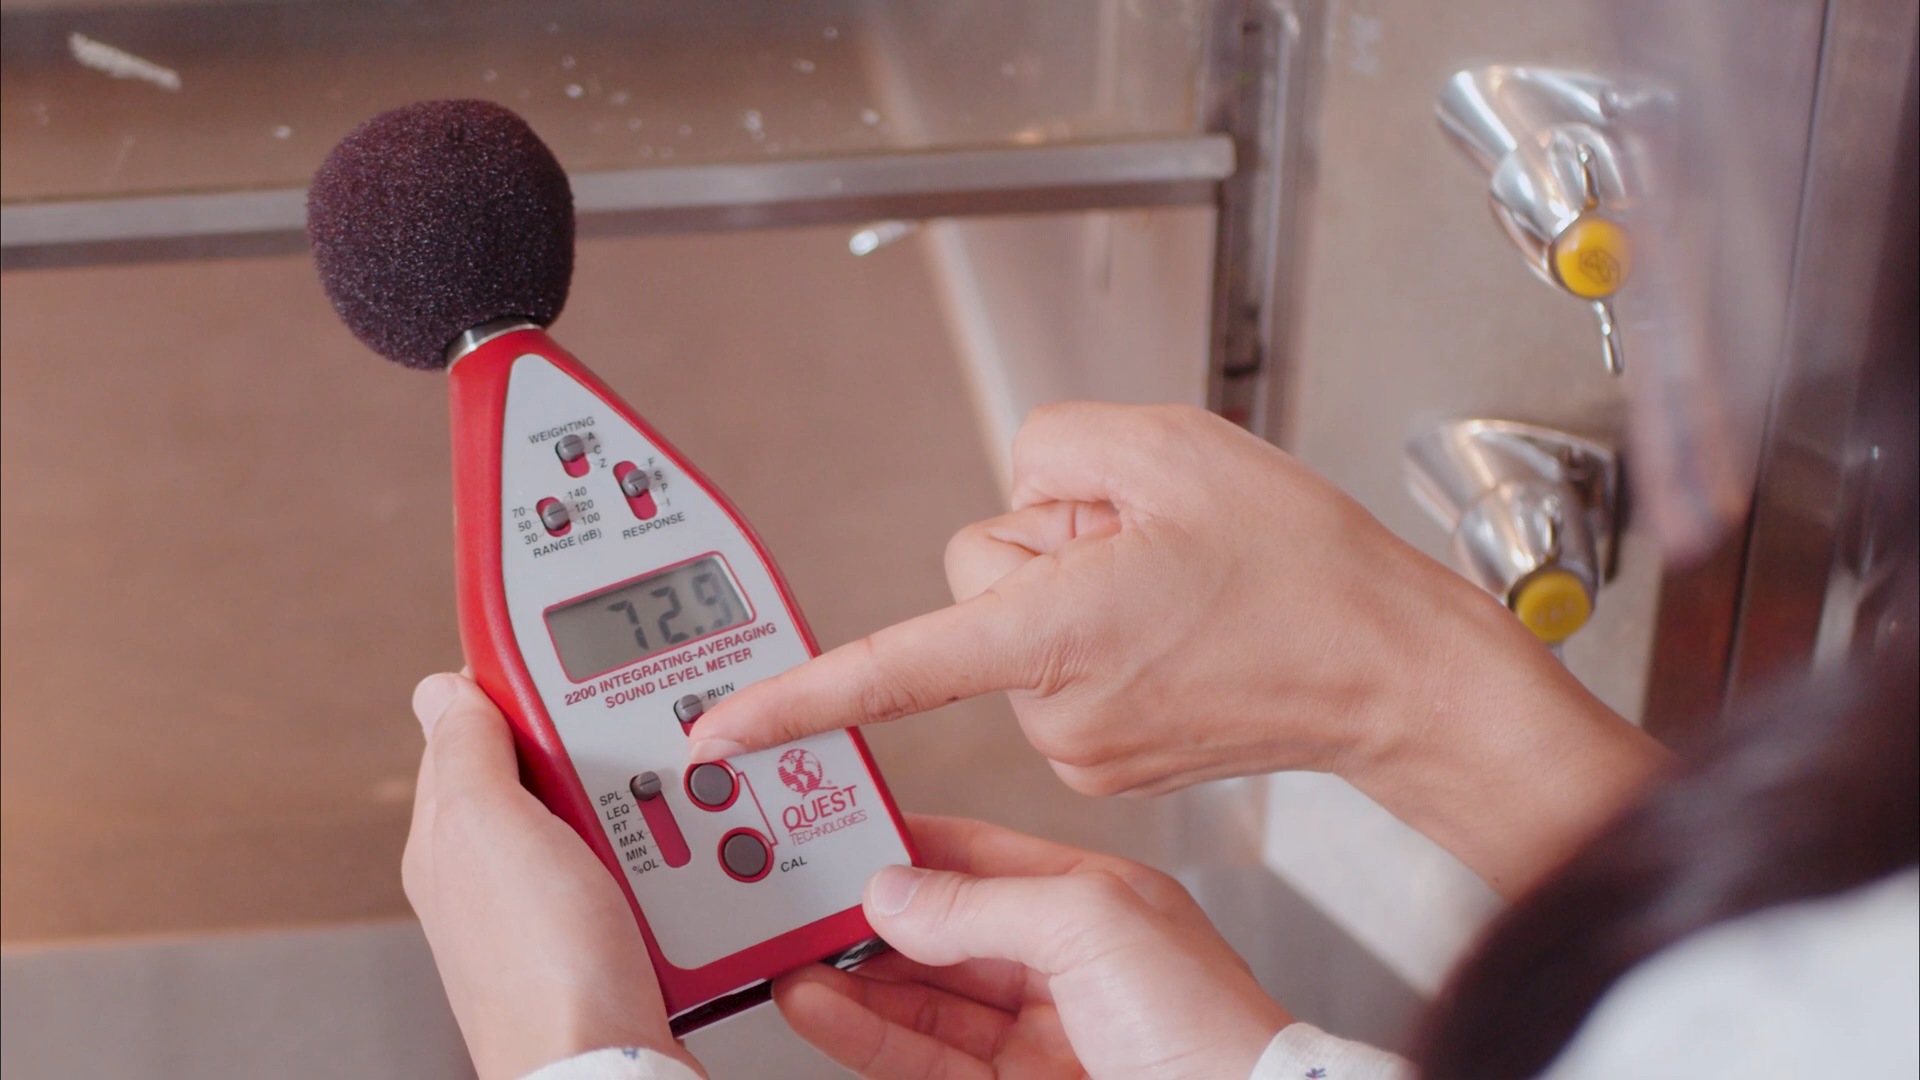 WEIGHTING
A
C
Z
F
S
P
I
RESPONSE
70 140
50 120
30 100
RANGE (dB)
72.9
2200 INTEGRATING-AVERAGING
SOUND LEVEL METER
RUN
SPL
LEQ
RT
MAX
MIN
%OL
QUEST
TECHNOLOGIES
CAL